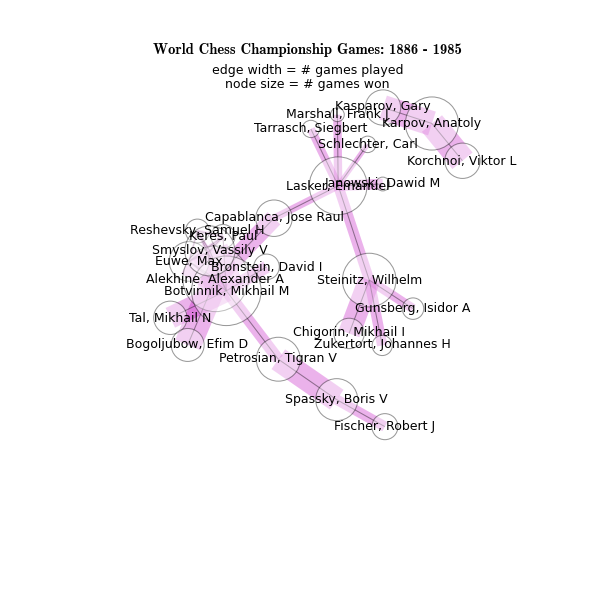 World Chess Championship Games: 1886 - 1985
edge width = # games played
node size = # games won
Kasparov, Gary
Marshall, Frank J
Karpov, Anatoly
Tarrasch, Siegbert
Schlechter, Carl
Korchnoi, Viktor L
Janowski, Dawid M
Lasker, Emanuel
Capablanca, Jose Raul
Reshevsky, Samuel H
Keres, Paul
Smyslov, Vassily V
Euwe, Max
Bronstein, David I
Alekhine, Alexander A
Steinitz, Wilhelm
Botvinnik, Mikhail M
Gunsberg, Isidor A
Tal, Mikhail N
Chigorin, Mikhail I
Bogoljubow, Efim D
Zukertort, Johannes H
Petrosian, Tigran V
Spassky, Boris V
Fischer, Robert J